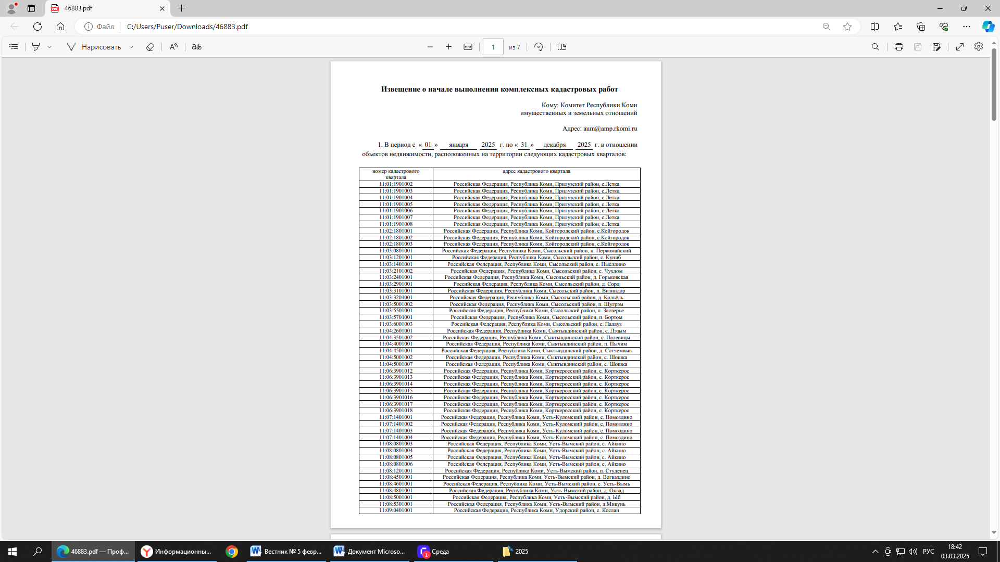 46883.pdf
Файл
C:/Users/Puser/Downloads/46883.pdf
Нарисовать
1
из 7
Извещение о начале выполнения комплексных кадастровых работ
Кому: Комитет Республики Коми
имущественных и земельных отношений
Адрес: aum@amp.rkomi.ru
1. В период с « 01 » января 2025 г. по « 31 » декабря 2025 г. в отношении
объектов недвижимости, расположенных на территории следующих кадастровых кварталов:
номер кадастрового
квартала
адрес кадастрового квартала
11:01:1901002 Российская Федерация, Республика Коми, Прилузский район, с.Летка
11:01:1901003 Российская Федерация, Республика Коми, Прилузский район, с.Летка
11:01:1901004 Российская Федерация, Республика Коми, Прилузский район, с.Летка
11:01:1901005 Российская Федерация, Республика Коми, Прилузский район, с.Летка
11:01:1901006 Российская Федерация, Республика Коми, Прилузский район, с.Летка
11:01:1901007 Российская Федерация, Республика Коми, Прилузский район, с.Летка
11:01:1901008 Российская Федерация, Республика Коми, Прилузский район, с.Летка
11:02:1801001 Российская Федерация, Республика Коми, Койгородский район, с.Койгородок
11:02:1801002 Российская Федерация, Республика Коми, Койгородский район, с.Койгородок
11:02:1801003 Российская Федерация, Республика Коми, Койгородский район, с.Койгородок
11:03:0801001 Российская Федерация, Республика Коми, Сысольский район, п. Первомайский
11:03:1201001 Российская Федерация, Республика Коми, Сысольский район, с. Куниб
11:03:1401001 Российская Федерация, Республика Коми, Сысольский район, с. Пыёлдино
11:03:2101002 Российская Федерация, Республика Коми, Сысольский район, с. Чухлом
11:03:2401001 Российская Федерация, Республика Коми, Сысольский район, д. Горьковская
11:03:2901001 Российская Федерация, Республика Коми, Сысольский район, д. Сорд
11:03:3101001 Российская Федерация, Республика Коми, Сысольский район, п. Визиндор
11:03:3201001 Российская Федерация, Республика Коми, Сысольский район, д. Кольёль
11:03:5001002 Российская Федерация, Республика Коми, Сысольский район, п. Щугрэм
11:03:5501001 Российская Федерация, Республика Коми, Сысольский район, п. Заозерье
11:03:5701001 Российская Федерация, Республика Коми, Сысольский район, п. Бортом
11:03:6001003 Российская Федерация, Республика Коми, Сысольский район, с. Палауз
11:04:2601001 Российская Федерация, Республика Коми, Сыктывдинский район, с. Лэзым
11:04:3501002 Российская Федерация, Республика Коми, Сыктывдинский район, с. Палевицы
11:04:4001001 Российская Федерация, Республика Коми, Сыктывдинский район, п. Пычим
11:04:4501001 Российская Федерация, Республика Коми, Сыктывдинский район, д. Сотчемвыв
11:04:5001002 Российская Федерация, Республика Коми, Сыктывдинский район, с. Шошка
11:04:5001007 Российская Федерация, Республика Коми, Сыктывдинский район, с. Шошка
11:06:3901012 Российская Федерация, Республика Коми, Корткеросский район, с. Корткерос
11:06:3901013 Российская Федерация, Республика Коми, Корткеросский район, с. Корткерос
11:06:3901014 Российская Федерация, Республика Коми, Корткеросский район, с. Корткерос
11:06:3901015 Российская Федерация, Республика Коми, Корткеросский район, с. Корткерос
11:06:3901016 Российская Федерация, Республика Коми, Корткеросский район, с. Корткерос
11:06:3901017 Российская Федерация, Республика Коми, Корткеросский район, с. Корткерос
11:06:3901018 Российская Федерация, Республика Коми, Корткеросский район, с. Корткерос
11:07:1401001 Российская Федерация, Республика Коми, Усть-Куломский район, с. Помоздино
11:07:1401002 Российская Федерация, Республика Коми, Усть-Куломский район, с. Помоздино
11:07:1401003 Российская Федерация, Республика Коми, Усть-Куломский район, с. Помоздино
11:07:1401004 Российская Федерация, Республика Коми, Усть-Куломский район, с. Помоздино
11:08:0801003 Российская Федерация, Республика Коми, Усть-Вымский район, с. Айкино
11:08:0801004 Российская Федерация, Республика Коми, Усть-Вымский район, с. Айкино
11:08:0801005 Российская Федерация, Республика Коми, Усть-Вымский район, с. Айкино
11:08:0801006 Российская Федерация, Республика Коми, Усть-Вымский район, с. Айкино
11:08:1201001 Российская Федерация, Республика Коми, Усть-Вымский район, п. Студенец
11:08:4501001 Российская Федерация, Республика Коми, Усть-Вымский район, д. Вогваздино
11:08:4601001 Российская Федерация, Республика Коми, Усть-Вымский район, с. Усть-Вымь
11:08:4801001 Российская Федерация, Республика Коми, Усть-Вымский район, д. Оквад
11:08:5001001 Российская Федерация, Республика Коми, Усть-Вымский район, д. Ыб
11:08:5301001 Российская Федерация, Республика Коми, Усть-Вымский район, д.Микунь
11:09:0401001 Российская Федерация, Республика Коми, Удорский район, с. Кослан
46883.pdf — Проф...
Информационны...
Вестник № 5 февр...
Документ Microso...
1
Среда
2025
РУС
18:42
03.03.2025